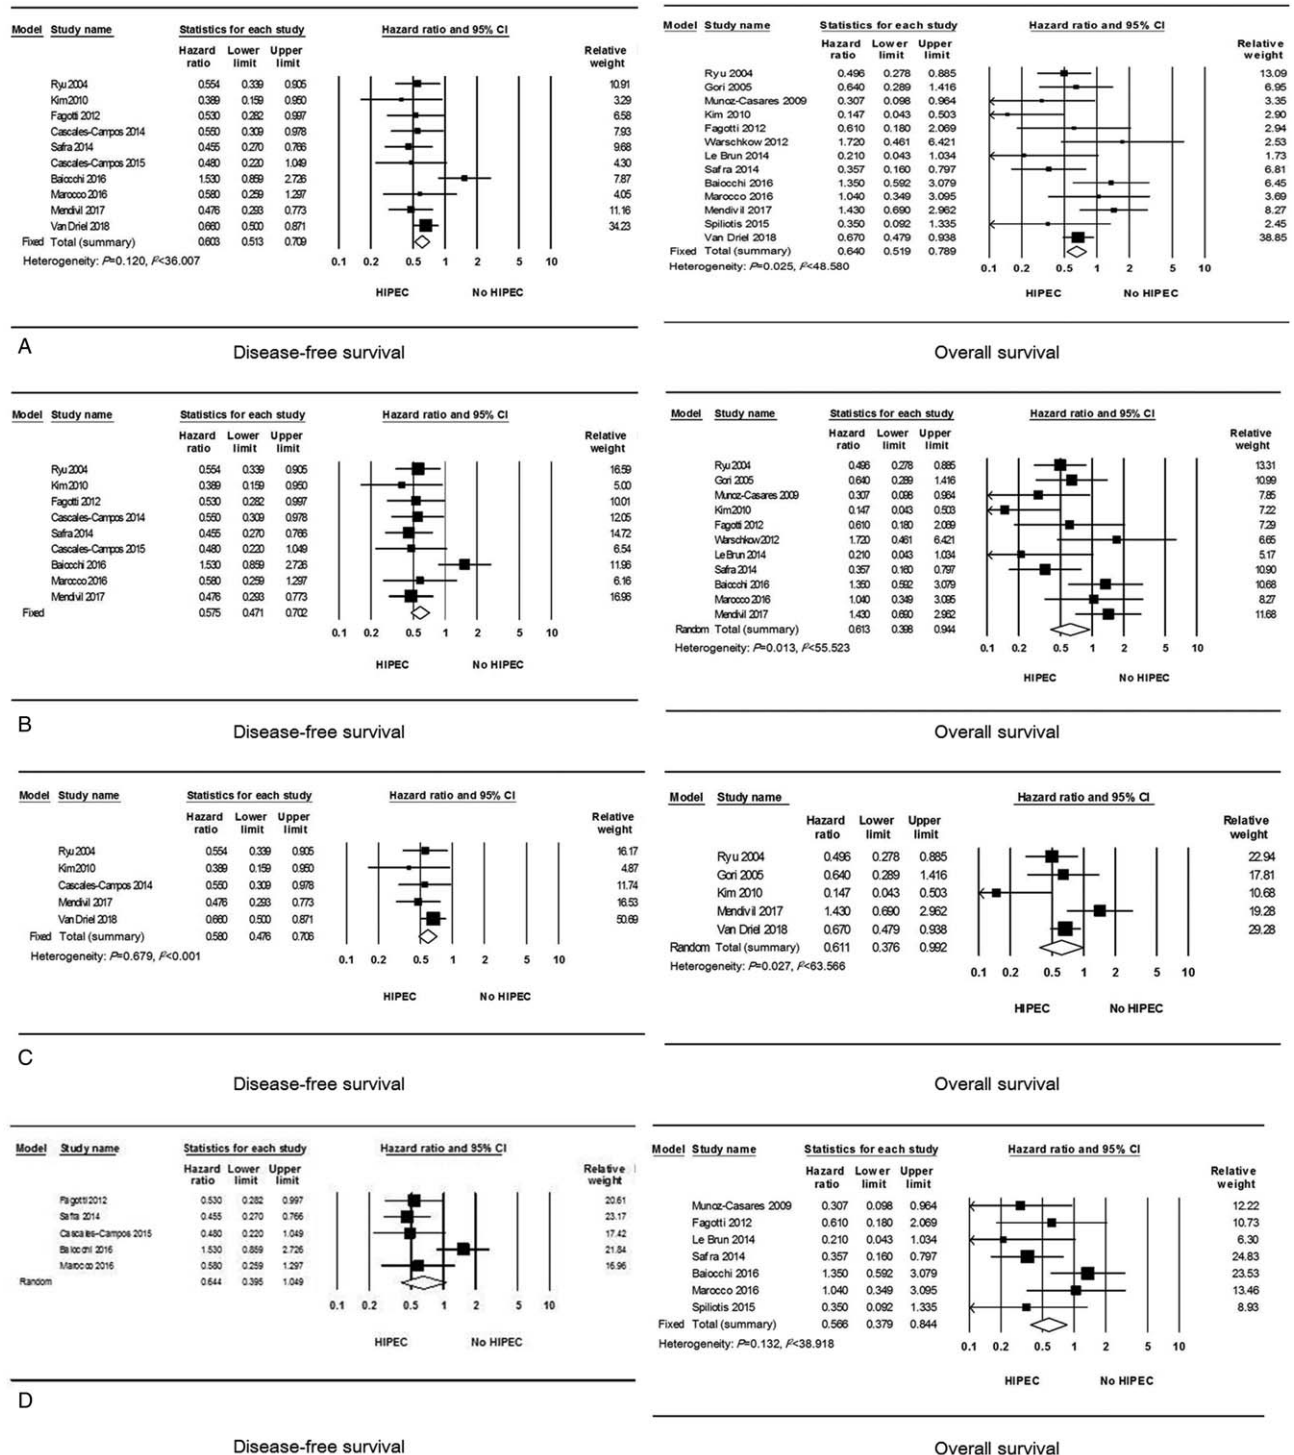 Model Study name Statistics for each study Hazard ratio and 95% CI
Hazard ratio Lower limit Upper limit Relative weight
Ryu 2004 0.554 0.339 0.905 10.91
Kim 2010 0.389 0.159 0.950 3.29
Fagotti 2012 0.530 0.282 0.997 6.58
Cascales-Campos 2014 0.550 0.309 0.978 7.93
Safra 2014 0.455 0.270 0.766 9.68
Cascales-Campos 2015 0.480 0.220 1.049 4.30
Baiocchi 2016 1.530 0.859 2.726 7.87
Marocco 2016 0.580 0.259 1.297 4.05
Mendivil 2017 0.476 0.293 0.773 11.16
Van Driel 2018 0.660 0.500 0.871 34.23
Fixed Total (summary) 0.603 0.513 0.709
Heterogeneity: P=0.120, I²<36.007
0.1 0.2 0.5 1 2 5 10
HIPEC No HIPEC
A
Disease-free survival
Model Study name Statistics for each study Hazard ratio and 95% CI
Hazard ratio Lower limit Upper limit Relative weight
Ryu 2004 0.496 0.278 0.885 13.09
Gori 2005 0.640 0.289 1.416 6.95
Munoz-Casares 2009 0.307 0.098 0.964 3.35
Kim 2010 0.147 0.043 0.503 2.90
Fagotti 2012 0.610 0.180 2.069 2.94
Warschkow 2012 1.720 0.461 6.421 2.53
Le Brun 2014 0.210 0.043 1.034 1.73
Safra 2014 0.357 0.160 0.797 6.81
Baiocchi 2016 1.350 0.592 3.079 6.45
Marocco 2016 1.040 0.349 3.095 3.69
Mendivil 2017 1.430 0.690 2.962 8.27
Spiliotis 2015 0.350 0.092 1.335 2.45
Van Driel 2018 0.670 0.479 0.938 38.85
Fixed Total (summary) 0.640 0.519 0.789
Heterogeneity: P=0.025, I²<48.580
0.1 0.2 0.5 1 2 5 10
HIPEC No HIPEC
Overall survival
Model Study name Statistics for each study Hazard ratio and 95% CI
Hazard ratio Lower limit Upper limit Relative weight
Ryu 2004 0.554 0.339 0.905 16.59
Kim 2010 0.389 0.159 0.950 5.00
Fagotti 2012 0.530 0.282 0.997 10.01
Cascales-Campos 2014 0.550 0.309 0.978 12.05
Safra 2014 0.455 0.270 0.766 14.72
Cascales-Campos 2015 0.480 0.220 1.049 6.54
Baiocchi 2016 1.530 0.859 2.726 11.96
Marocco 2016 0.580 0.259 1.297 6.16
Mendivil 2017 0.476 0.293 0.773 16.96
Fixed 0.575 0.471 0.702
0.1 0.2 0.5 1 2 5 10
HIPEC No HIPEC
B
Disease-free survival
Model Study name Statistics for each study Hazard ratio and 95% CI
Hazard ratio Lower limit Upper limit Relative weight
Ryu 2004 0.496 0.278 0.885 13.31
Gori 2005 0.640 0.289 1.416 10.99
Munoz-Casares 2009 0.307 0.098 0.964 7.85
Kim 2010 0.147 0.043 0.503 7.22
Fagotti 2012 0.610 0.180 2.069 7.29
Warschkow 2012 1.720 0.461 6.421 6.65
Le Brun 2014 0.210 0.043 1.034 5.17
Safra 2014 0.357 0.160 0.797 10.90
Baiocchi 2016 1.350 0.592 3.079 10.68
Marocco 2016 1.040 0.349 3.095 8.27
Mendivil 2017 1.430 0.690 2.962 11.68
Random Total (summary) 0.613 0.398 0.944
Heterogeneity: P=0.013, I²<55.523
0.1 0.2 0.5 1 2 5 10
HIPEC No HIPEC
Overall survival
Model Study name Statistics for each study Hazard ratio and 95% CI
Hazard ratio Lower limit Upper limit Relative weight
Ryu 2004 0.554 0.339 0.905 16.17
Kim 2010 0.389 0.159 0.950 4.87
Cascales-Campos 2014 0.550 0.309 0.978 11.74
Mendivil 2017 0.476 0.293 0.773 16.53
Van Driel 2018 0.660 0.500 0.871 50.69
Fixed Total (summary) 0.580 0.476 0.706
Heterogeneity: P=0.679, I²<0.001
0.1 0.2 0.5 1 2 5 10
HIPEC No HIPEC
C
Disease-free survival
Model Study name Hazard ratio and 95% CI
Hazard ratio Lower limit Upper limit Relative weight
Ryu 2004 0.496 0.278 0.885 22.94
Gori 2005 0.640 0.289 1.416 17.81
Kim 2010 0.147 0.043 0.503 10.68
Mendivil 2017 1.430 0.690 2.962 19.28
Van Driel 2018 0.670 0.479 0.938 29.28
Random Total (summary) 0.611 0.376 0.992
Heterogeneity: P=0.027, I²<63.566
0.1 0.2 0.5 1 2 5 10
HIPEC No HIPEC
Overall survival
Model Study name Statistics for each study Hazard ratio and 95% CI
Hazard ratio Lower limit Upper limit Relative weight
Fagotti 2012 0.530 0.282 0.997 20.61
Safra 2014 0.455 0.270 0.766 23.17
Cascales-Campos 2015 0.480 0.220 1.049 17.42
Baiocchi 2016 1.530 0.859 2.726 21.84
Marocco 2016 0.580 0.259 1.297 16.96
Random 0.644 0.395 1.049
0.1 0.2 0.5 1 2 5 10
HIPEC No HIPEC
D
Disease-free survival
Model Study name Statistics for each study Hazard ratio and 95% CI
Hazard ratio Lower limit Upper limit Relative weight
Munoz-Casares 2009 0.307 0.098 0.964 12.22
Fagotti 2012 0.610 0.180 2.069 10.73
Le Brun 2014 0.210 0.043 1.034 6.30
Safra 2014 0.357 0.160 0.797 24.83
Baiocchi 2016 1.350 0.592 3.079 23.53
Marocco 2016 1.040 0.349 3.095 13.46
Spiliotis 2015 0.350 0.092 1.335 8.93
Fixed Total (summary) 0.566 0.379 0.844
Heterogeneity: P=0.132, I²<38.918
0.1 0.2 0.5 1 2 5 10
HIPEC No HIPEC
Overall survival